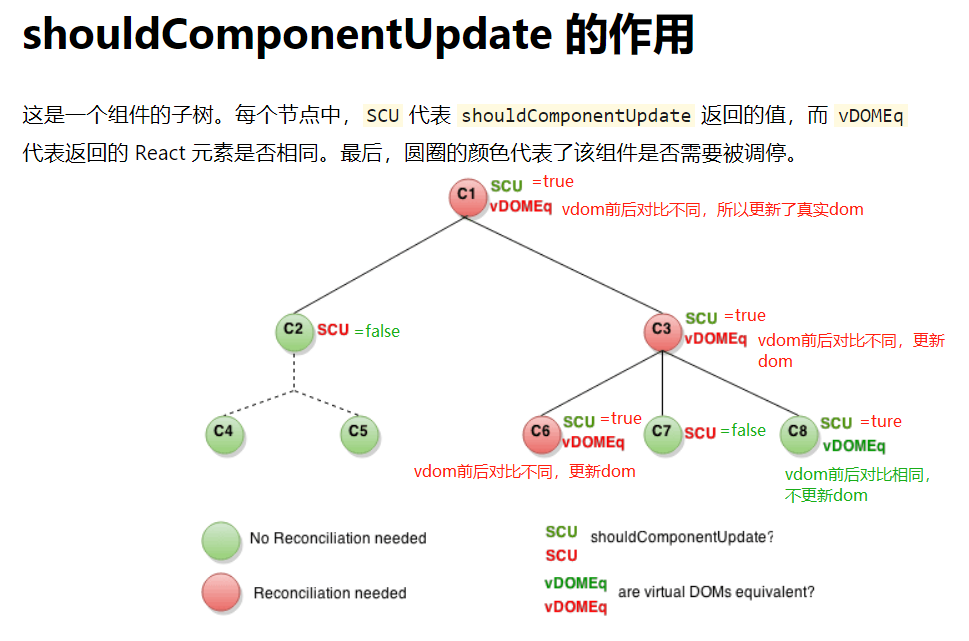 shouldComponentUpdate 的作用
这是一个组件的子树。每个节点中， SCU 代表 shouldComponentUpdate 返回的值，而 vDOMEq
代表返回的 React 元素是否相同。最后，圆圈的颜色代表了该组件是否需要被调停。
C1 SCU =true
vDOMEq vdom前后对比不同，所以更新了真实dom
C2 SCU =false
C3 SCU =true
vDOMEq vdom前后对比不同，更新
dom
C4
C5
C6 SCU =true
vDOMEq
vdom前后对比不同，更新dom
C7 SCU =false
C8 SCU =ture
vDOMEq
vdom前后对比相同，
不更新dom
No Reconciliation needed
Reconciliation needed
SCU shouldComponentUpdate?
SCU
vDOMEq are virtual DOMs equivalent?
vDOMEq